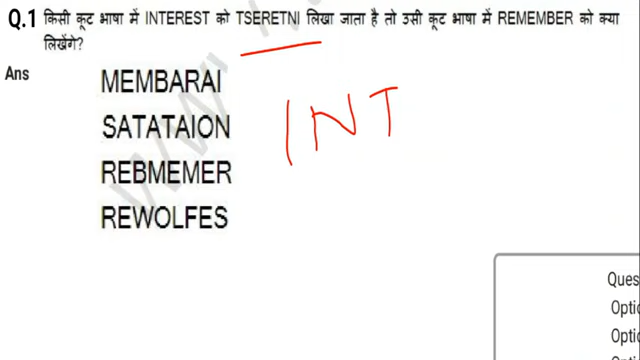 Q.1 किसी कूट भाषा में INTEREST को TSERETNI लिखा जाता है तो उसी कूट भाषा में REMEMBER को क्या
लिखेंगे?
Ans
MEMBARAI
SATATAION
REBMEMER
REWOLFES
INT
Ques
Optic
Optic